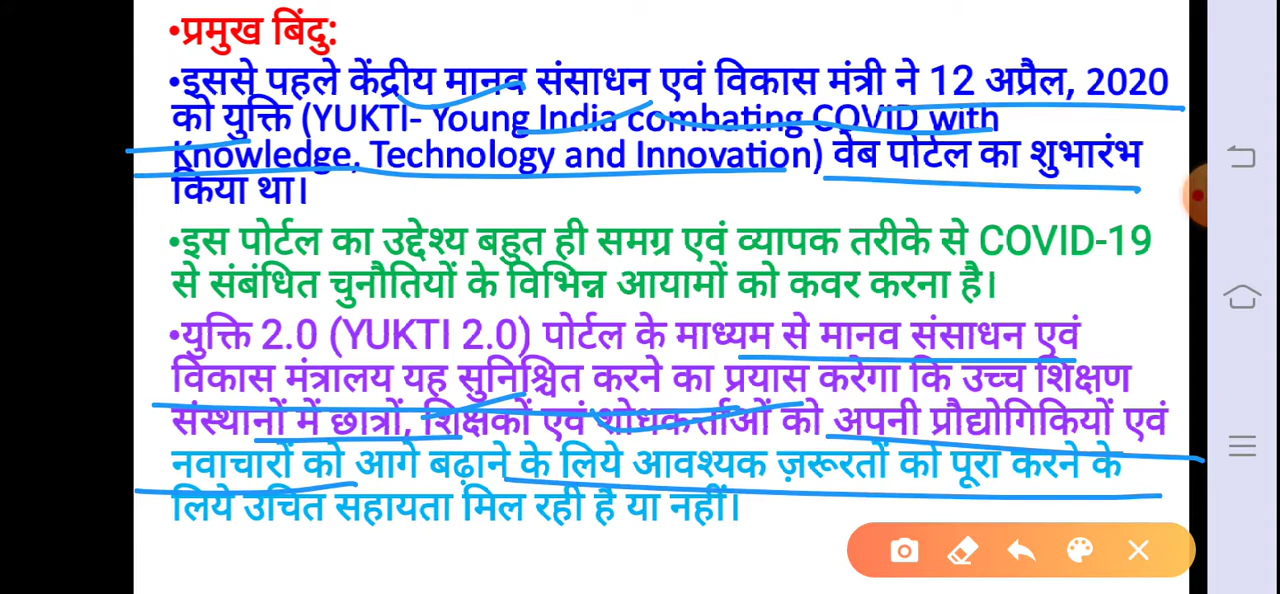 •प्रमुख बिंदु:
•इससे पहले केंद्रीय मानव संसाधन एवं विकास मंत्री ने 12 अप्रैल, 2020
को युक्ति (YUKTI- Young India combating COVID with
Knowledge, Technology and Innovation) वेब पोर्टल का शुभारंभ
किया था।
•इस पोर्टल का उद्देश्य बहुत ही समग्र एवं व्यापक तरीके से COVID-19
से संबंधित चुनौतियों के विभिन्न आयामों को कवर करना है।
•युक्ति 2.0 (YUKTI 2.0) पोर्टल के माध्यम से मानव संसाधन एवं
विकास मंत्रालय यह सुनिश्चित करने का प्रयास करेगा कि उच्च शिक्षण
संस्थानों में छात्रों, शिक्षकों एवं शोधकर्त्ताओं को अपनी प्रौद्योगिकियों एवं
नवाचारों को आगे बढ़ाने के लिये आवश्यक ज़रूरतों को पूरा करने के
लिये उचित सहायता मिल रही है या नहीं।